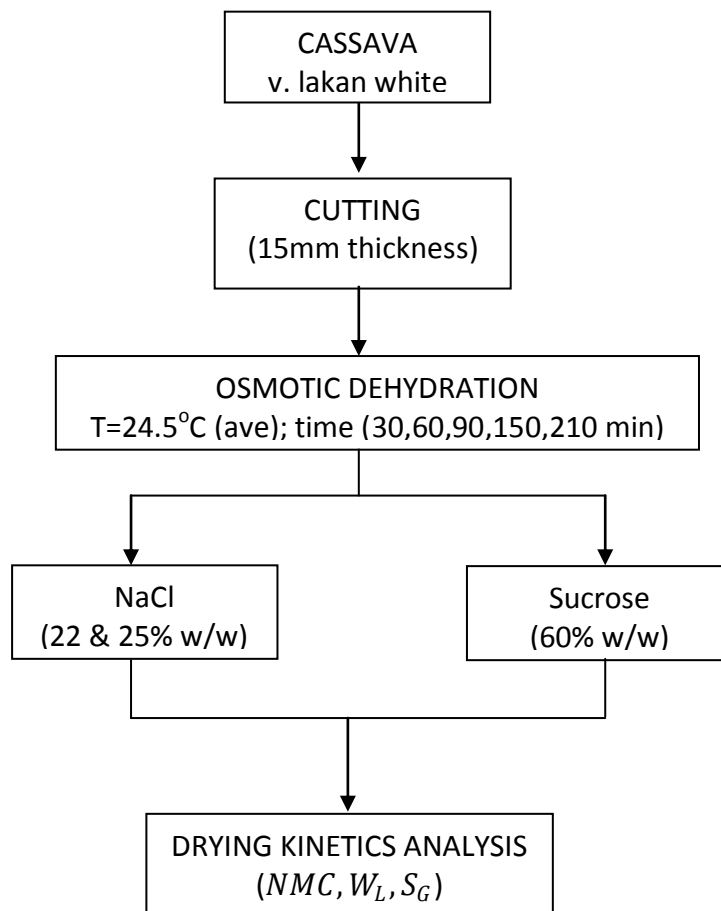 CASSAVA
v. lakan white
CUTTING
(15mm thickness)
OSMOTIC DEHYDRATION
T=24.5°C (ave); time (30,60,90,150,210 min)
NaCl
(22 & 25% w/w)
Sucrose
(60% w/w)
DRYING KINETICS ANALYSIS
(NMC, W_L, S_G)